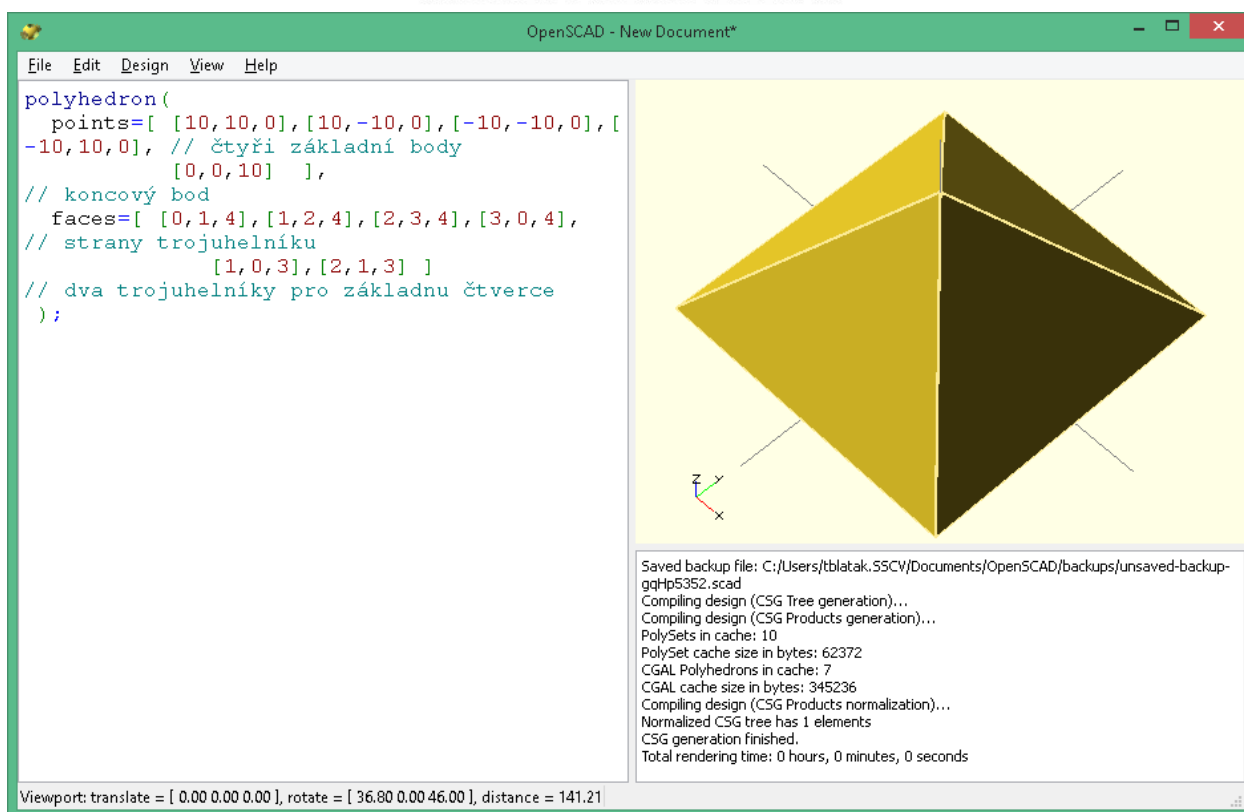 OpenSCAD - New Document*
File Edit Design View Help
polyhedron(
points=[ [10,10,0],[10,-10,0],[-10,-10,0],[
-10,10,0], // čtyři základní body
[0,0,10] ],
// koncový bod
faces=[ [0,1,4],[1,2,4],[2,3,4],[3,0,4],
// strany trojuhelníku
[1,0,3],[2,1,3] ]
// dva trojuhelníky pro základnu čtverce
);
Z
Y
X
Saved backup file: C:/Users/tblatak.SSCV/Documents/OpenSCAD/backups/unsaved-backup-
gqHp5352.scad
Compiling design (CSG Tree generation)...
Compiling design (CSG Products generation)...
PolySets in cache: 10
PolySet cache size in bytes: 62372
CGAL Polyhedrons in cache: 7
CGAL cache size in bytes: 345236
Compiling design (CSG Products normalization)...
Normalized CSG tree has 1 elements
CSG generation finished.
Total rendering time: 0 hours, 0 minutes, 0 seconds
Viewport: translate = [ 0.00 0.00 0.00 ], rotate = [ 36.80 0.00 46.00 ], distance = 141.21